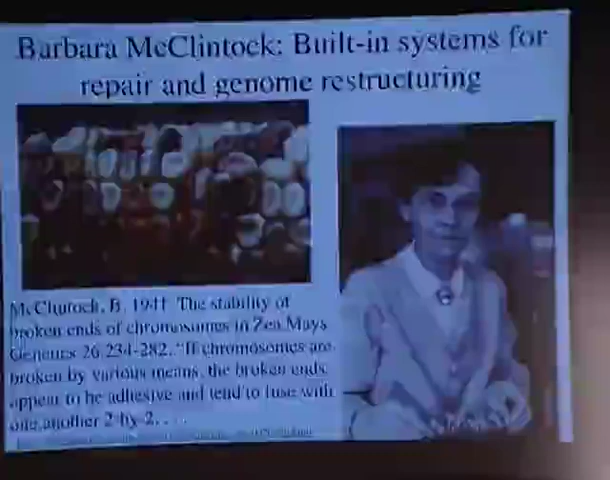 Barbara McClintock: Built-in systems for
repair and genome restructuring
McClintock, B. 1941. The stability of
broken ends of chromosomes in Zea Mays.
Genetics 26:234-282. "If chromosomes are
broken by various means, the broken ends
appear to be adhesive and tend to fuse with
one another 2-by-2. . . .